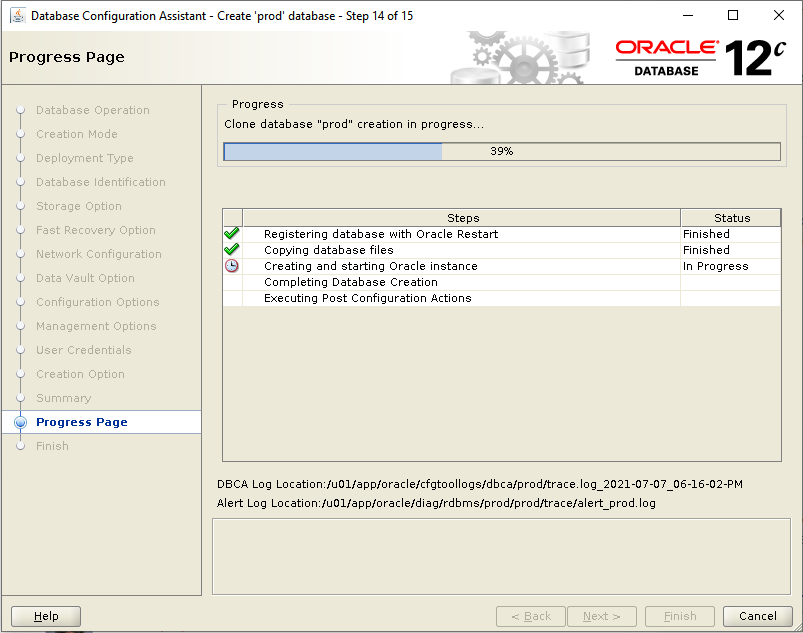 Database Configuration Assistant - Create 'prod' database - Step 14 of 15
Progress Page
ORACLE®
DATABASE
12c
Database Operation
Creation Mode
Deployment Type
Database Identification
Storage Option
Fast Recovery Option
Network Configuration
Data Vault Option
Configuration Options
Management Options
User Credentials
Creation Option
Summary
Progress Page
Finish
Progress
Clone database "prod" creation in progress...
39%
Steps Status
Registering database with Oracle Restart Finished
Copying database files Finished
Creating and starting Oracle instance In Progress
Completing Database Creation
Executing Post Configuration Actions
DBCA Log Location:/u01/app/oracle/cfgtoollogs/dbca/prod/trace.log_2021-07-07_06-16-02-PM
Alert Log Location:/u01/app/oracle/diag/rdbms/prod/prod/trace/alert_prod.log
Help < Back Next > Finish Cancel